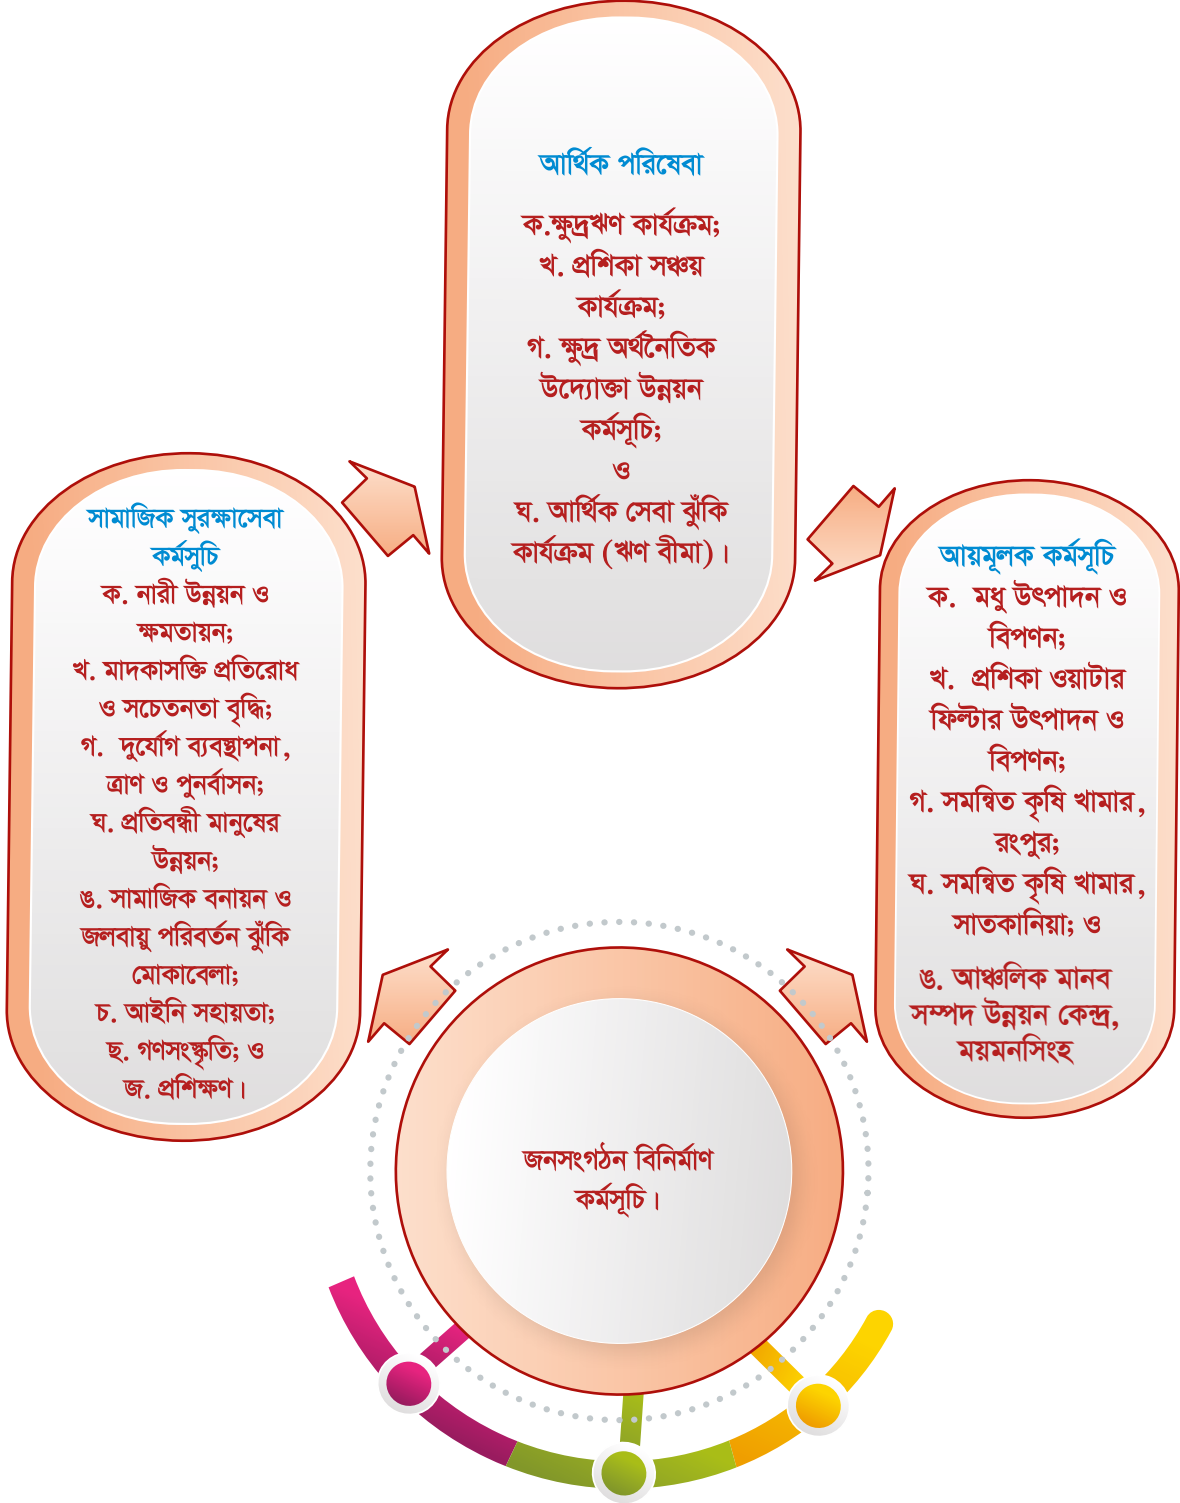 আর্থিক পরিষেবা
ক.ক্ষুদ্রঋণ কার্যক্রম;
খ. প্রশিকা সঞ্চয়
কার্যক্রম;
গ. ক্ষুদ্র অর্থনৈতিক
উদ্যোক্তা উন্নয়ন
কর্মসূচি;
ও
ঘ. আর্থিক সেবা ঝুঁকি
কার্যক্রম (ঋণ বীমা)।
সামাজিক সুরক্ষাসেবা
কর্মসুচি
ক. নারী উন্নয়ন ও
ক্ষমতায়ন;
খ. মাদকাসক্তি প্রতিরোধ
ও সচেতনতা বৃদ্ধি;
গ. দুর্যোগ ব্যবস্থাপনা,
ত্রাণ ও পুনর্বাসন;
ঘ. প্রতিবন্ধী মানুষের
উন্নয়ন;
ঙ. সামাজিক বনায়ন ও
জলবায়ু পরিবর্তন ঝুঁকি
মোকাবেলা;
চ. আইনি সহায়তা;
ছ. গণসংস্কৃতি; ও
জ. প্রশিক্ষণ।
আয়মূলক কর্মসূচি
ক. মধু উৎপাদন ও
বিপণন;
খ. প্রশিকা ওয়াটার
ফিল্টার উৎপাদন ও
বিপণন;
গ. সমন্বিত কৃষি খামার,
রংপুর;
ঘ. সমন্বিত কৃষি খামার,
সাতকানিয়া; ও
ঙ. আঞ্চলিক মানব
সম্পদ উন্নয়ন কেন্দ্র,
ময়মনসিংহ
জনসংগঠন বিনির্মাণ
কর্মসূচি।